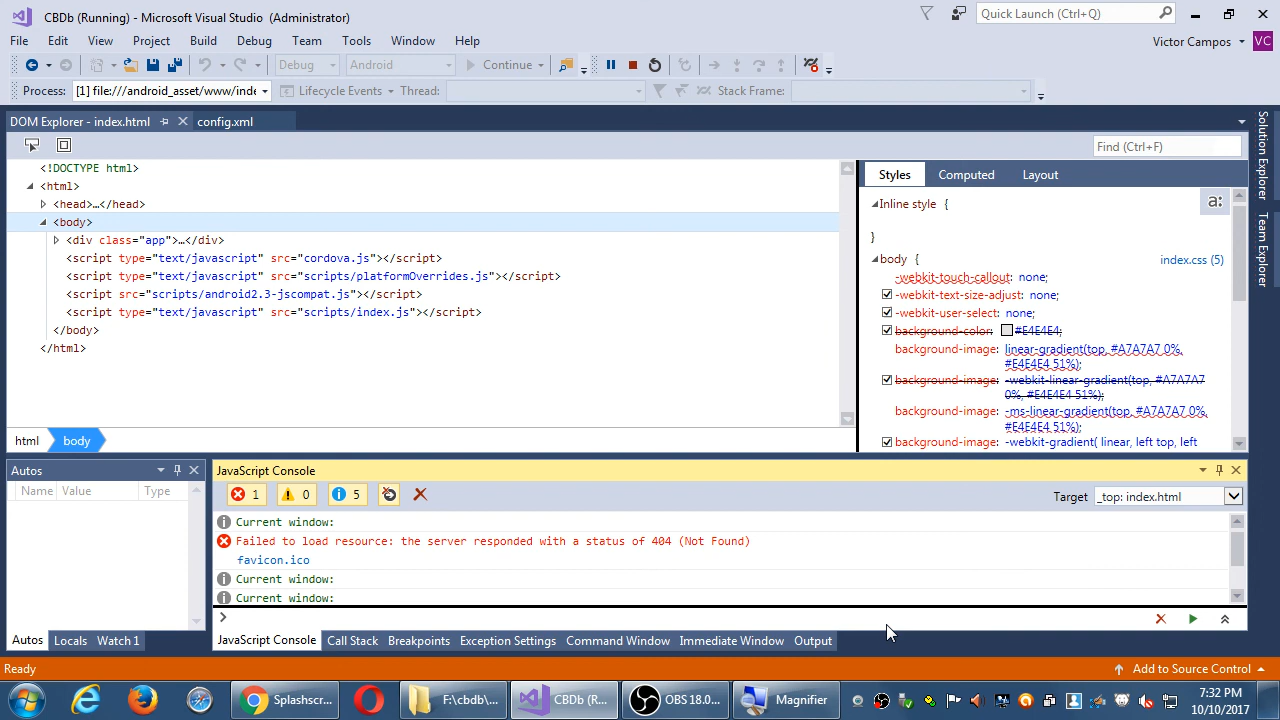 CBDb (Running) - Microsoft Visual Studio (Administrator)
Quick Launch (Ctrl+Q)
File Edit View Project Build Debug Team Tools Window Help
Victor Campos VC
Debug Android Continue
Process: [1] file:///android_asset/www/inde Lifecycle Events Thread: Stack Frame:
DOM Explorer - index.html config.xml
Find (Ctrl+F)
<!DOCTYPE html>
<html>
<head>…</head>
<body>
<div class="app">…</div>
<script type="text/javascript" src="cordova.js"></script>
<script type="text/javascript" src="scripts/platformOverrides.js"></script>
<script src="scripts/android2.3-jscompat.js"></script>
<script type="text/javascript" src="scripts/index.js"></script>
</body>
</html>
html body
Styles Computed Layout
Inline style {
a:
}
body { index.css (5)
-webkit-touch-callout: none;
-webkit-text-size-adjust: none;
-webkit-user-select: none;
background-color: #E4E4E4;
background-image: linear-gradient(top, #A7A7A7 0%,
#E4E4E4 51%);
background-image: -webkit-linear-gradient(top, #A7A7A7
0%, #E4E4E4 51%);
background-image: -ms-linear-gradient(top, #A7A7A7 0%,
#E4E4E4 51%);
background-image: -webkit-gradient( linear, left top, left
Solution Explorer
Team Explorer
Autos
Name Value Type
Autos Locals Watch 1
JavaScript Console
1 0 5
Target _top: index.html
Current window:
Failed to load resource: the server responded with a status of 404 (Not Found)
favicon.ico
Current window:
Current window:
JavaScript Console Call Stack Breakpoints Exception Settings Command Window Immediate Window Output
Ready Add to Source Control
Splashscr... F:\cbdb\... CBDb (R... OBS 18.0.... Magnifier
7:32 PM
10/10/2017